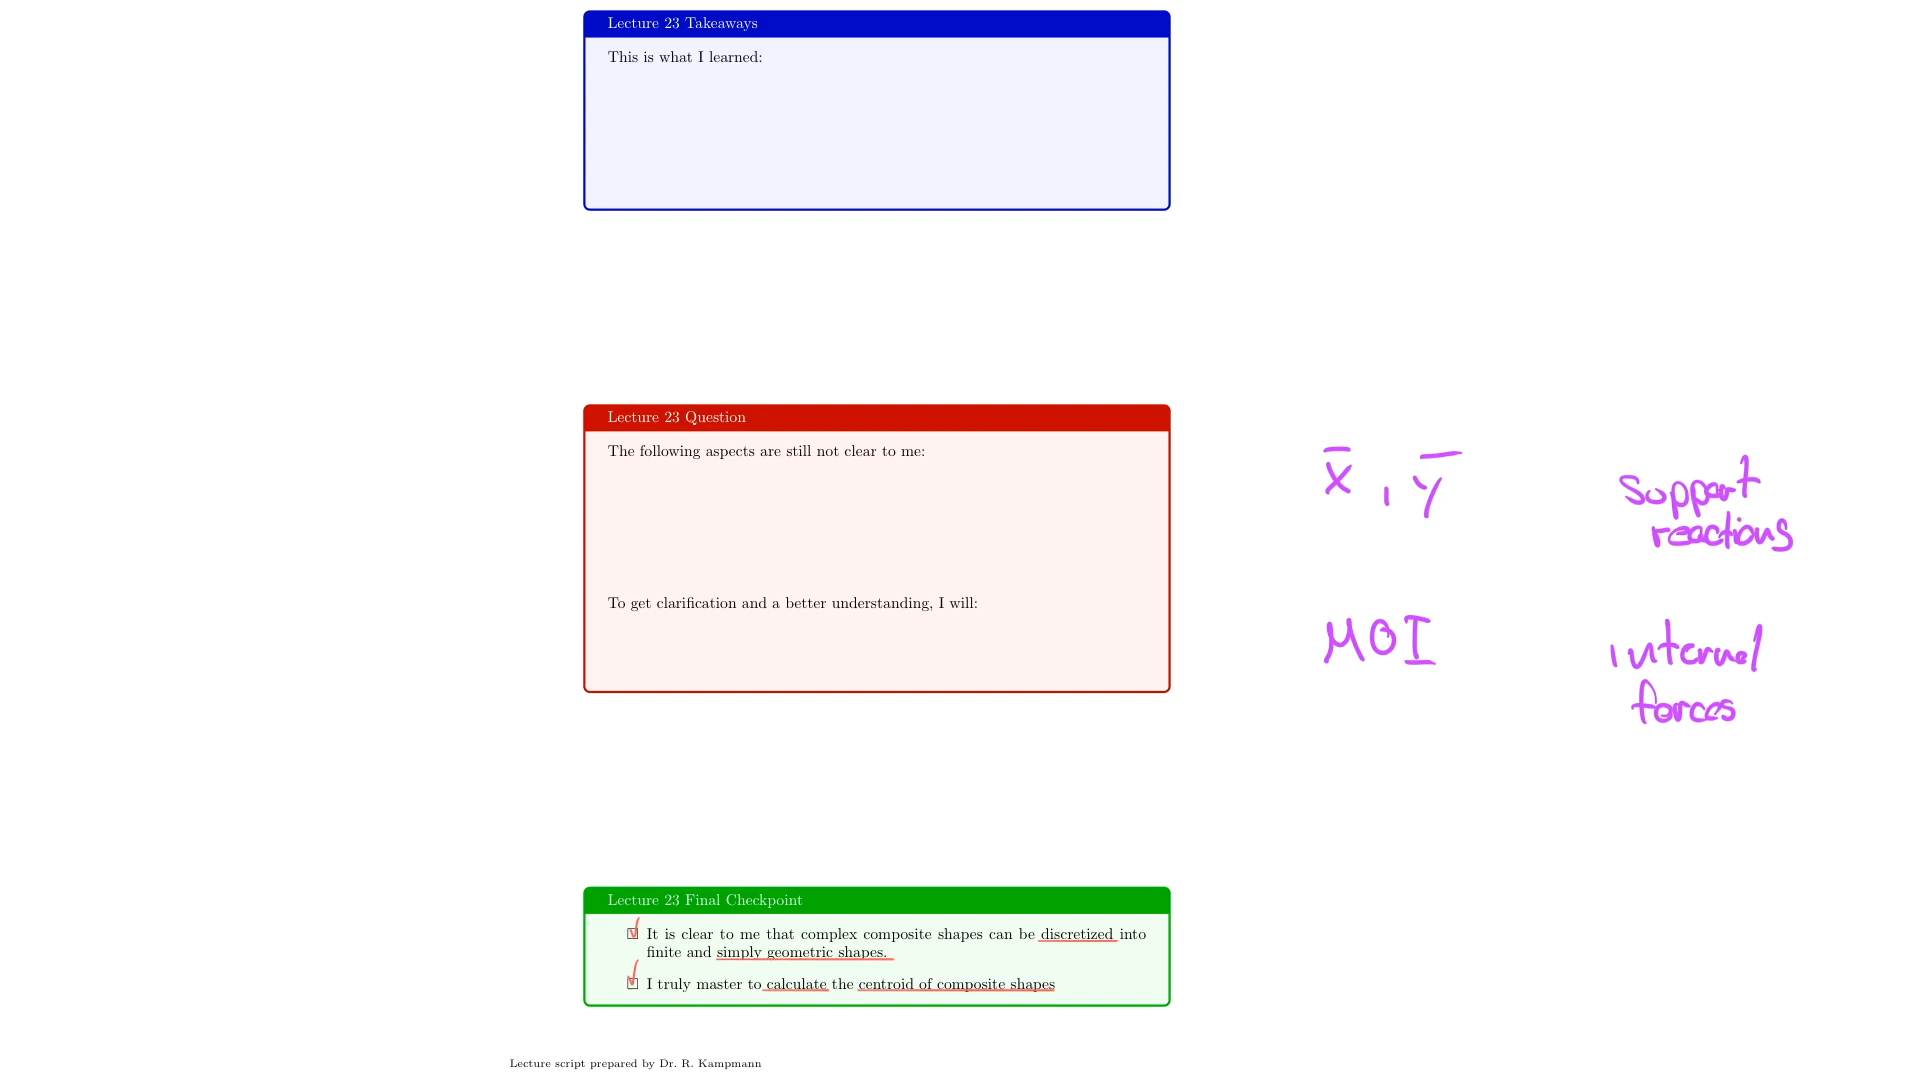 Lecture 23 Takeaways
This is what I learned:
Lecture 23 Question
The following aspects are still not clear to me:
To get clarification and a better understanding, I will:
x̄ , ȳ
support
reactions
MOI
internal
forces
Lecture 23 Final Checkpoint
It is clear to me that complex composite shapes can be discretized into
finite and simply geometric shapes.
I truly master to calculate the centroid of composite shapes
Lecture script prepared by Dr. R. Kampmann